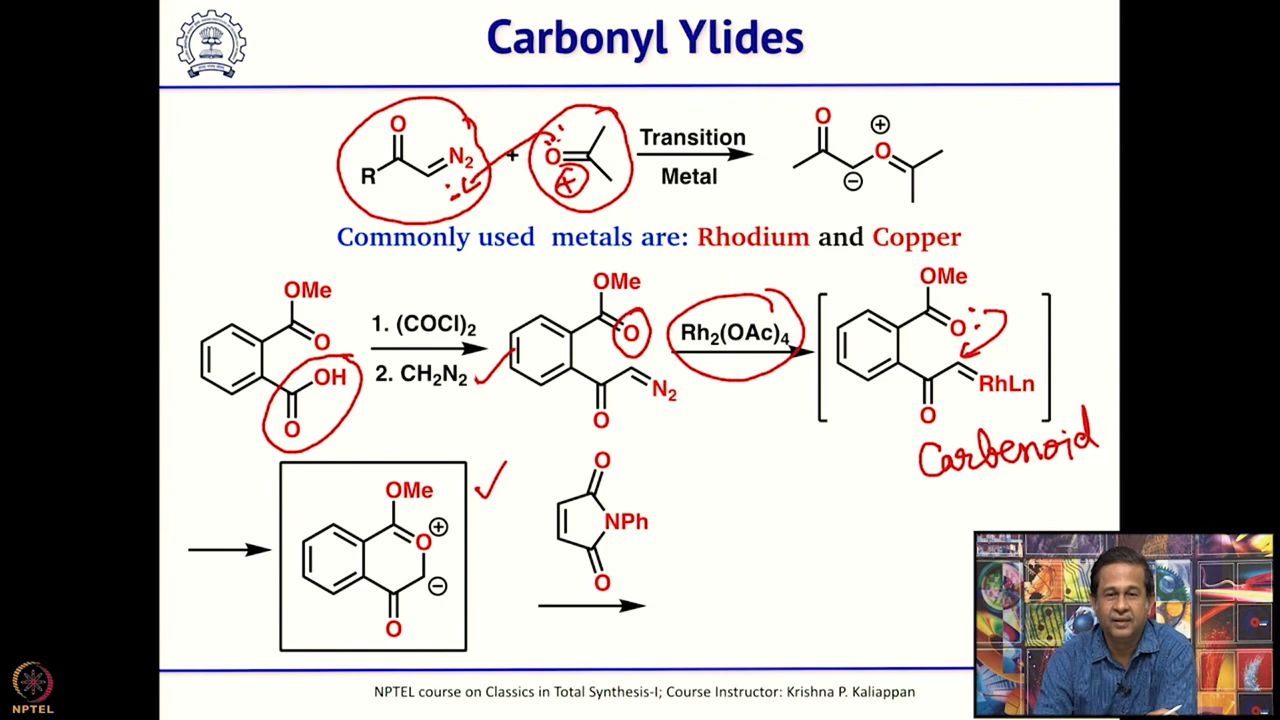 Carbonyl Ylides
O
R
N2
+
O
+
Transition
Metal
O
⊕
O
⊖
Commonly used metals are: Rhodium and Copper
OMe
O
OH
O
1. (COCl)2
2. CH2N2
OMe
O
N2
O
Rh2(OAc)4
OMe
O
RhLn
O
Carbenoid
OMe
⊕
O
⊖
O
O
NPh
O
NPTEL
NPTEL course on Classics in Total Synthesis-I; Course Instructor: Krishna P. Kaliappan